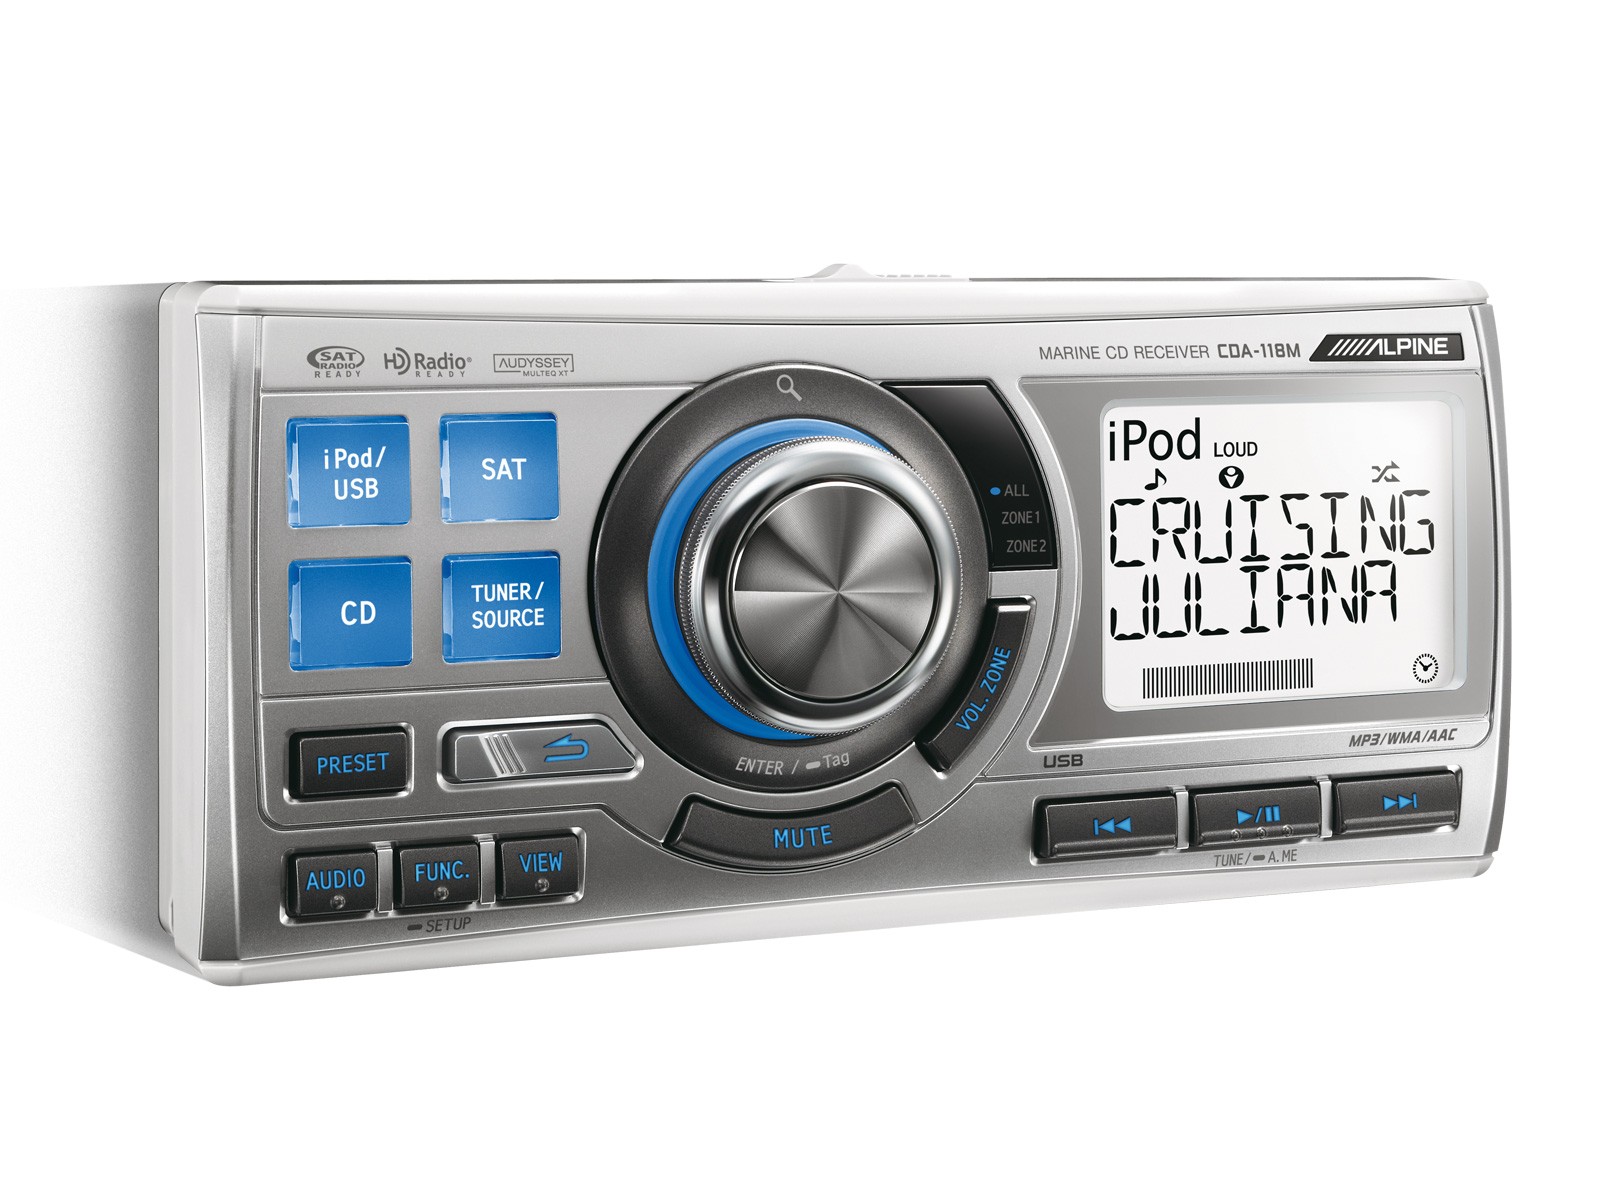 SAT
RADIO
READY
HD Radio®
READY
AUDYSSEY
MULTEQ XT
MARINE CD RECEIVER CDA-118M
ALPINE
iPod/
USB
SAT
CD
TUNER/
SOURCE
ALL
ZONE1
ZONE2
iPod LOUD
CRUISING
JULIANA
VOL. ZONE
ENTER / Tag
MUTE
PRESET
AUDIO
FUNC.
VIEW
SETUP
USB
MP3/WMA/AAC
TUNE/ A. ME